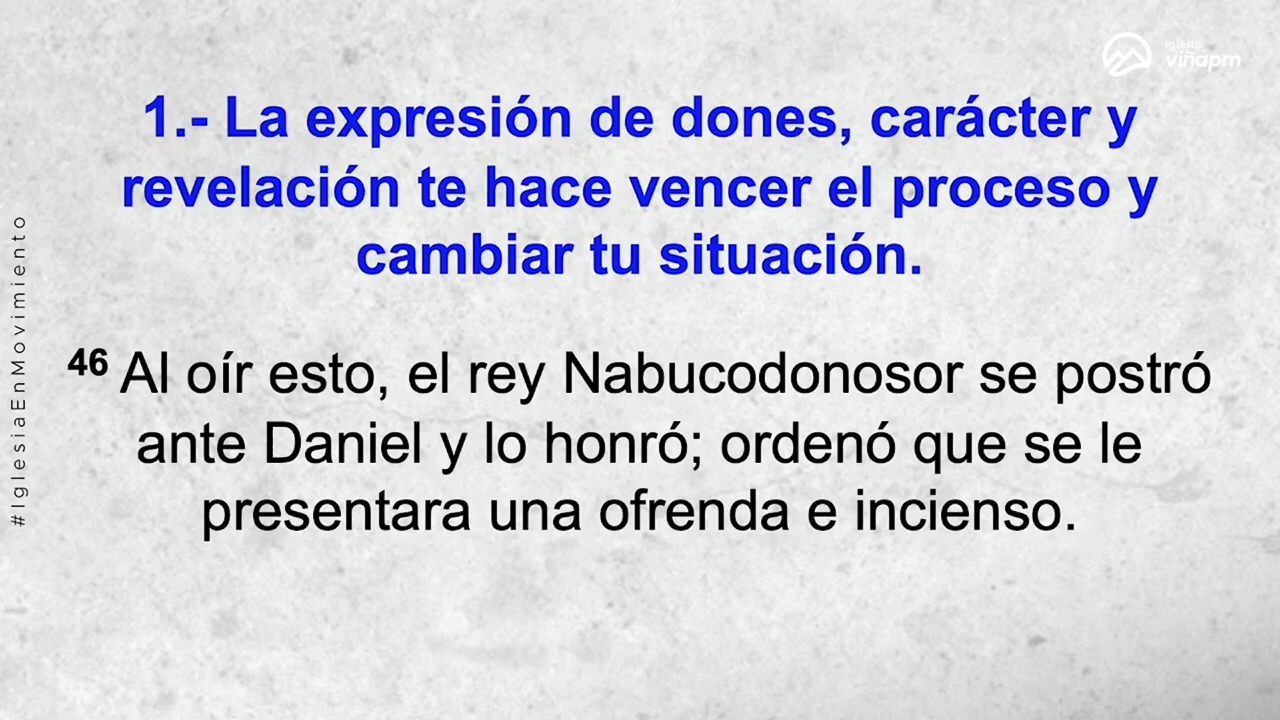 iglesia
viñapm
1.- La expresión de dones, carácter y
revelación te hace vencer el proceso y
cambiar tu situación.
46 Al oír esto, el rey Nabucodonosor se postró
ante Daniel y lo honró; ordenó que se le
presentara una ofrenda e incienso.
#IglesiaEnMovimiento